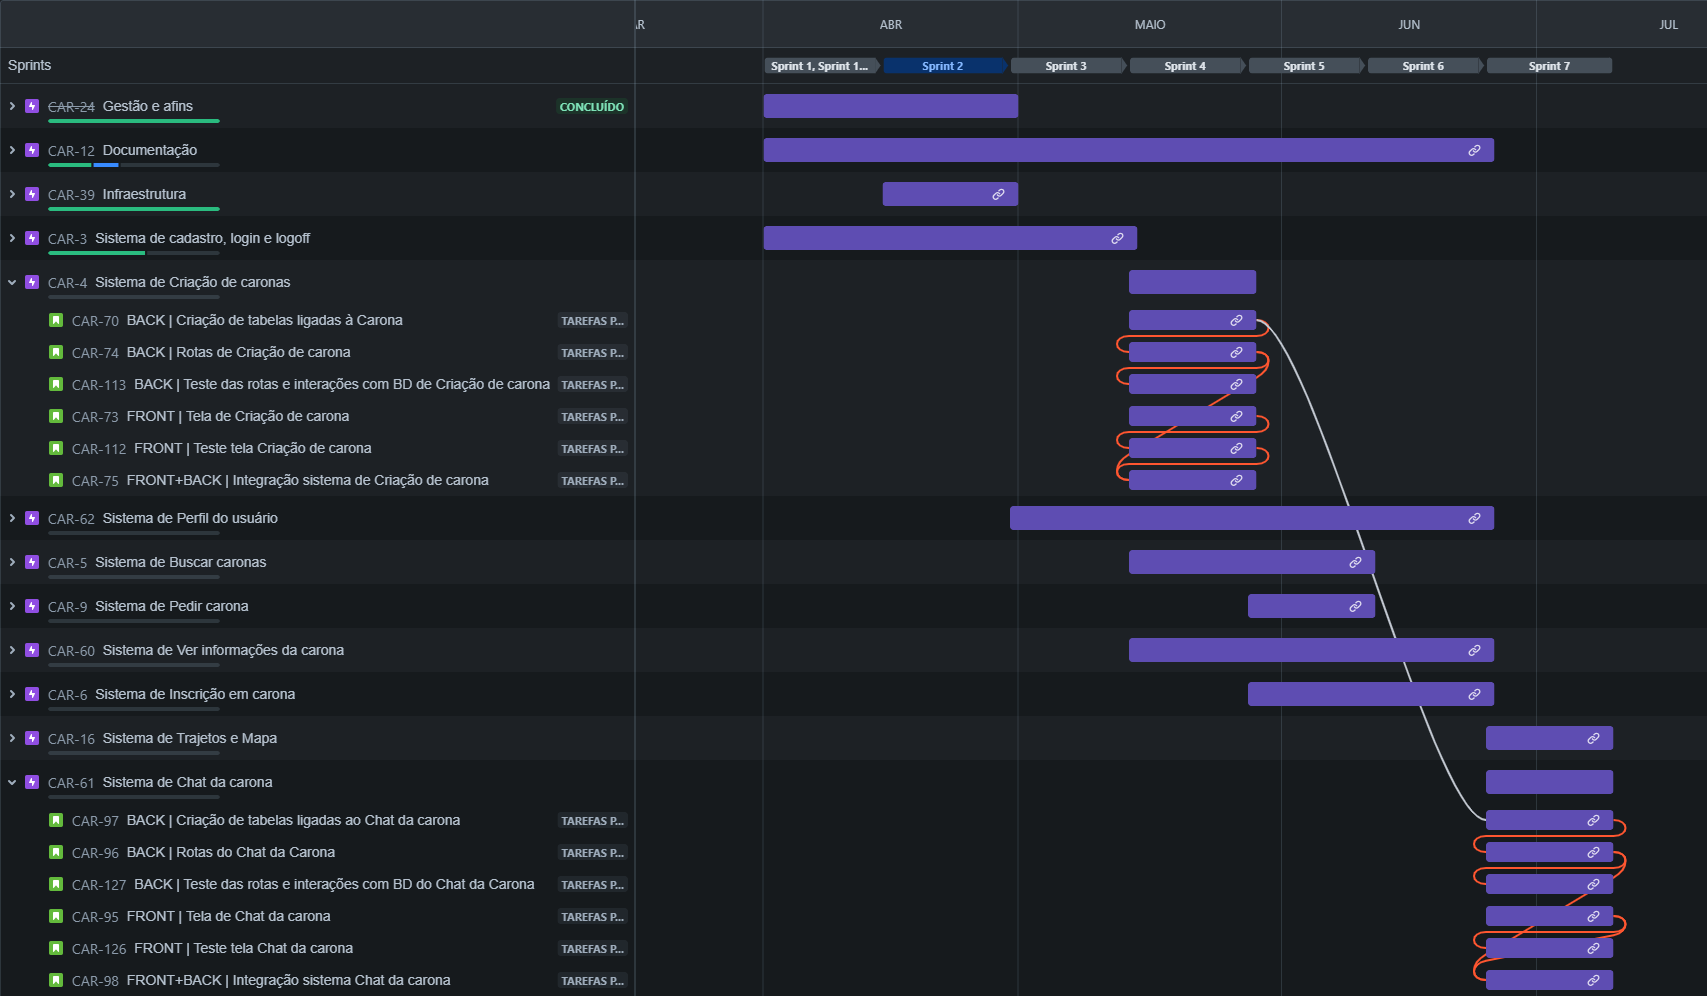 AR ABR MAIO JUN JUL
Sprints Sprint 1, Sprint 1... Sprint 2 Sprint 3 Sprint 4 Sprint 5 Sprint 6 Sprint 7
CAR-24 Gestão e afins CONCLUÍDO
CAR-12 Documentação
CAR-39 Infraestrutura
CAR-3 Sistema de cadastro, login e logoff
CAR-4 Sistema de Criação de caronas
CAR-70 BACK | Criação de tabelas ligadas à Carona TAREFAS P...
CAR-74 BACK | Rotas de Criação de carona TAREFAS P...
CAR-113 BACK | Teste das rotas e interações com BD de Criação de carona TAREFAS P...
CAR-73 FRONT | Tela de Criação de carona TAREFAS P...
CAR-112 FRONT | Teste tela Criação de carona TAREFAS P...
CAR-75 FRONT+BACK | Integração sistema de Criação de carona TAREFAS P...
CAR-62 Sistema de Perfil do usuário
CAR-5 Sistema de Buscar caronas
CAR-9 Sistema de Pedir carona
CAR-60 Sistema de Ver informações da carona
CAR-6 Sistema de Inscrição em carona
CAR-16 Sistema de Trajetos e Mapa
CAR-61 Sistema de Chat da carona
CAR-97 BACK | Criação de tabelas ligadas ao Chat da carona TAREFAS P...
CAR-96 BACK | Rotas do Chat da Carona TAREFAS P...
CAR-127 BACK | Teste das rotas e interações com BD do Chat da Carona TAREFAS P...
CAR-95 FRONT | Tela de Chat da carona TAREFAS P...
CAR-126 FRONT | Teste tela Chat da carona TAREFAS P...
CAR-98 FRONT+BACK | Integração sistema Chat da carona TAREFAS P...